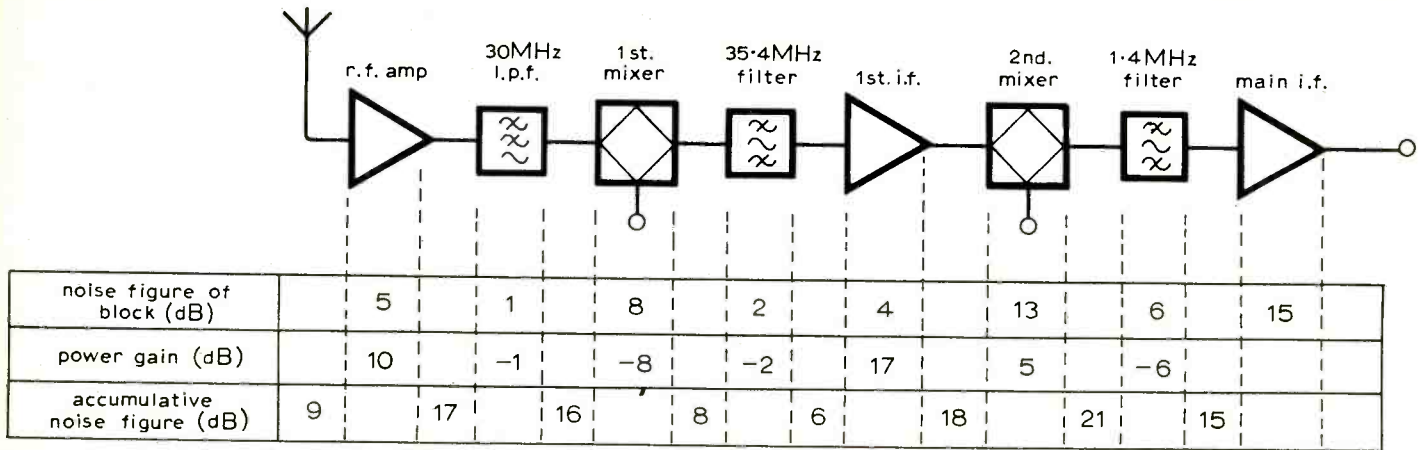 r.f. amp
30MHz
l.p.f.
1st.
mixer
35·4MHz
filter
1st. i.f.
2nd.
mixer
1·4MHz
filter
main i.f.
noise figure of
block (dB)
5 1 8 2 4 13 6 15
power gain (dB)
10 −1 −8 −2 17 5 −6
accumulative
noise figure (dB)
9 17 16 8 6 18 21 15